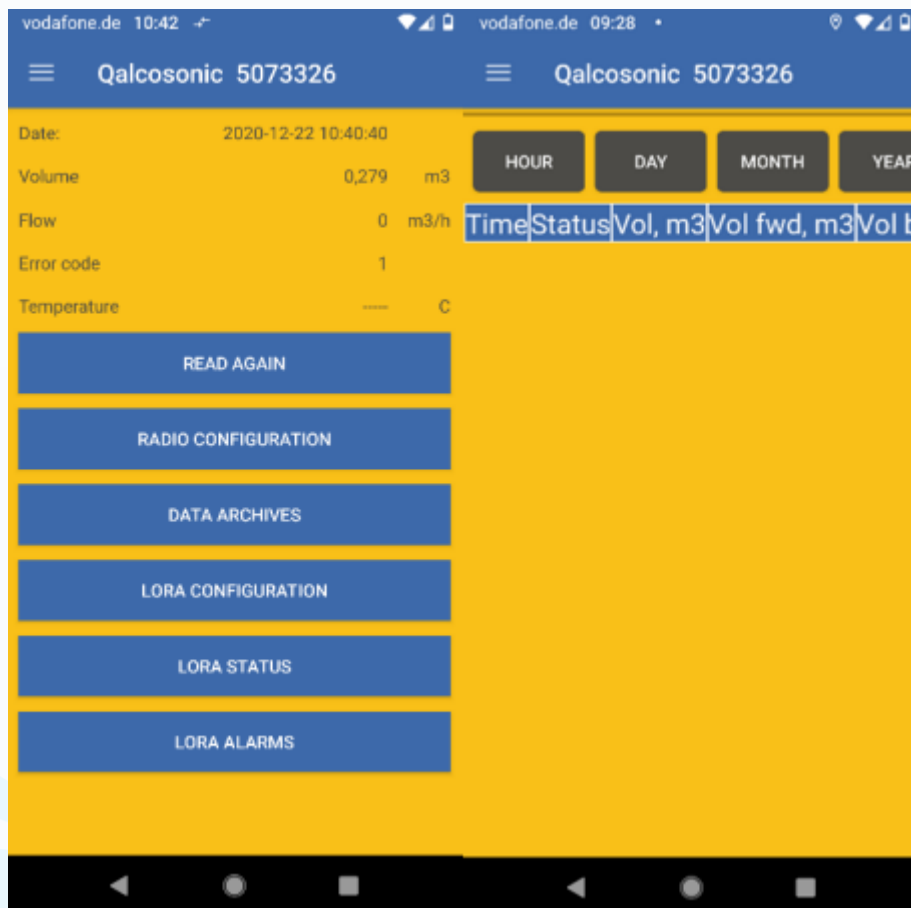 vodafone.de 10:42
Qalcosonic 5073326
Date: 2020-12-22 10:40:40
Volume 0,279 m3
Flow 0 m3/h
Error code 1
Temperature ----- C
READ AGAIN
RADIO CONFIGURATION
DATA ARCHIVES
LORA CONFIGURATION
LORA STATUS
LORA ALARMS
vodafone.de 09:28
Qalcosonic 5073326
HOUR DAY MONTH YEAR
Time Status Vol, m3 Vol fwd, m3 Vol b